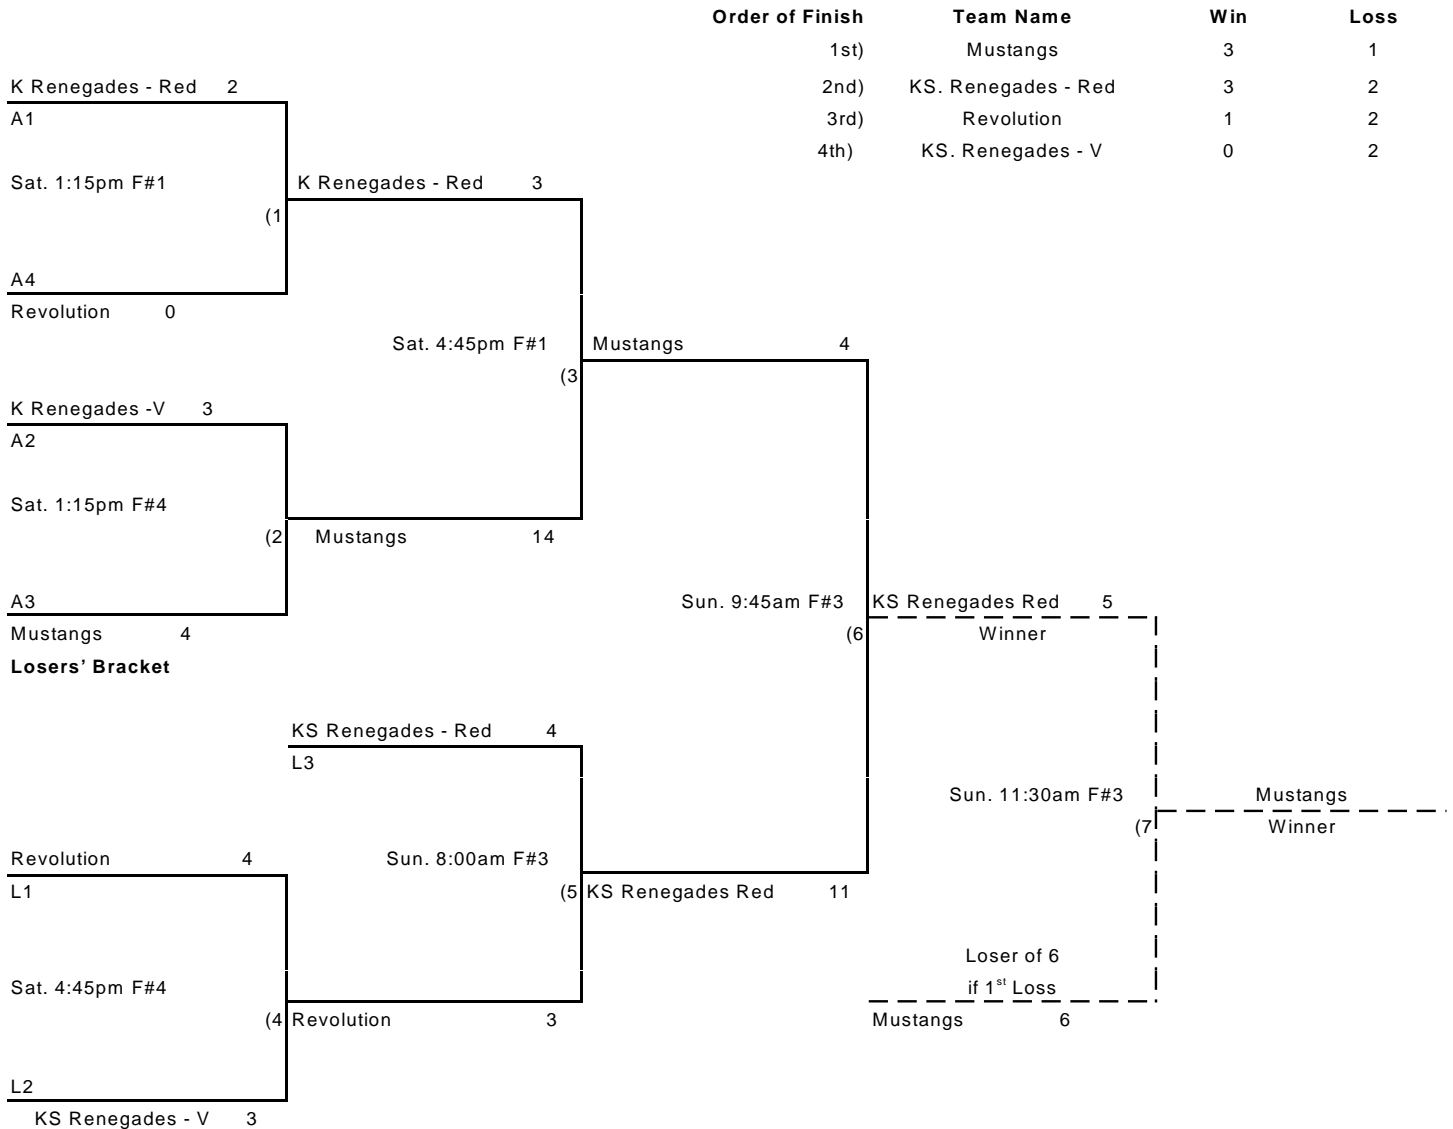 Order of Finish Team Name Win Loss
1st) Mustangs 3 1
K Renegades - Red 2
2nd) KS. Renegades - Red 3 2
A1
3rd) Revolution 1 2
4th) KS. Renegades - V 0 2
Sat. 1:15pm F#1
K Renegades - Red 3
(1
A4
Revolution 0
Sat. 4:45pm F#1
Mustangs 4
(3
K Renegades -V 3
A2
Sat. 1:15pm F#4
(2
Mustangs 14
A3
Sun. 9:45am F#3
KS Renegades Red 5
Mustangs 4
(6
Winner
Losers’ Bracket
KS Renegades - Red 4
L3
Sun. 11:30am F#3
Mustangs
(7
Winner
Revolution 4
Sun. 8:00am F#3
L1
(5
KS Renegades Red 11
Loser of 6
Sat. 4:45pm F#4
if 1st Loss
(4
Revolution 3
Mustangs 6
L2
KS Renegades - V 3